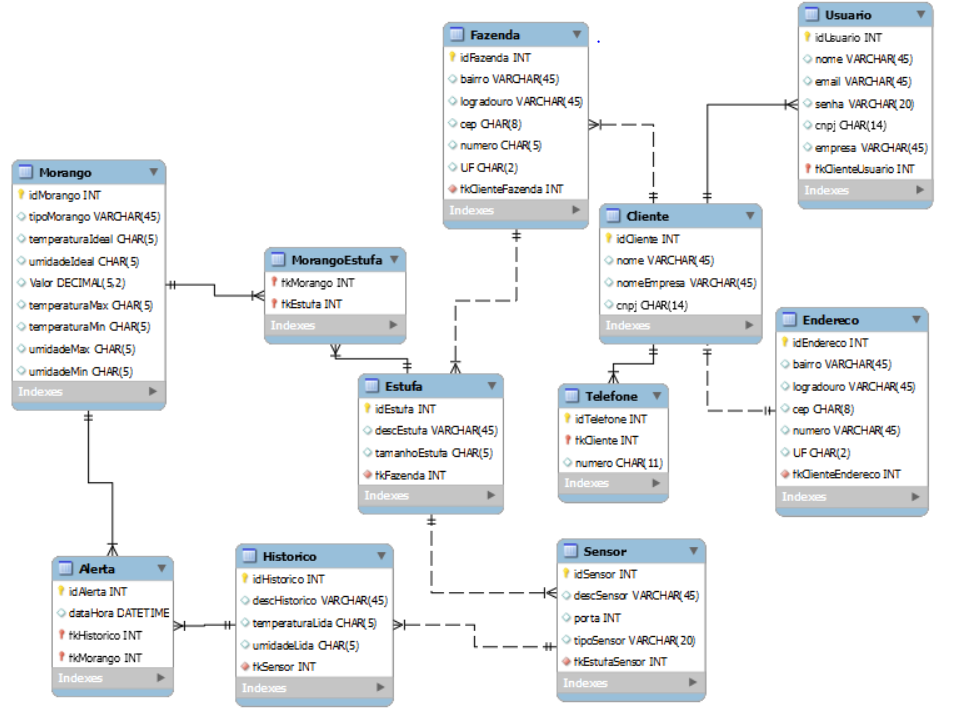 Usuario
idUsuario INT
nome VARCHAR(45)
email VARCHAR(45)
senha VARCHAR(20)
cnpj CHAR(14)
empresa VARCHAR(45)
fkClienteUsuario INT
Indexes
Fazenda
idFazenda INT
bairro VARCHAR(45)
logradouro VARCHAR(45)
cep CHAR(8)
numero CHAR(5)
UF CHAR(2)
fkClienteFazenda INT
Indexes
Morango
idMorango INT
tipoMorango VARCHAR(45)
temperaturaIdeal CHAR(5)
umidadeIdeal CHAR(5)
Valor DECIMAL(5,2)
temperaturaMax CHAR(5)
temperaturaMin CHAR(5)
umidadeMax CHAR(5)
umidadeMin CHAR(5)
Indexes
Cliente
idCliente INT
nome VARCHAR(45)
nomeEmpresa VARCHAR(45)
cnpj CHAR(14)
Indexes
MorangoEstufa
fkMorango INT
fkEstufa INT
Indexes
Endereco
idEndereco INT
bairro VARCHAR(45)
logradouro VARCHAR(45)
cep CHAR(8)
numero VARCHAR(45)
UF CHAR(2)
fkClienteEndereco INT
Indexes
Estufa
idEstufa INT
descEstufa VARCHAR(45)
tamanhoEstufa CHAR(5)
fkFazenda INT
Indexes
Telefone
idTelefone INT
fkCliente INT
numero CHAR(11)
Indexes
Alerta
idAlerta INT
dataHora DATETIME
fkHistorico INT
fkMorango INT
Indexes
Historico
idHistorico INT
descHistorico VARCHAR(45)
temperaturaLida CHAR(5)
umidadeLida CHAR(5)
fkSensor INT
Indexes
Sensor
idSensor INT
descSensor VARCHAR(45)
porta INT
tipoSensor VARCHAR(20)
fkEstufaSensor INT
Indexes